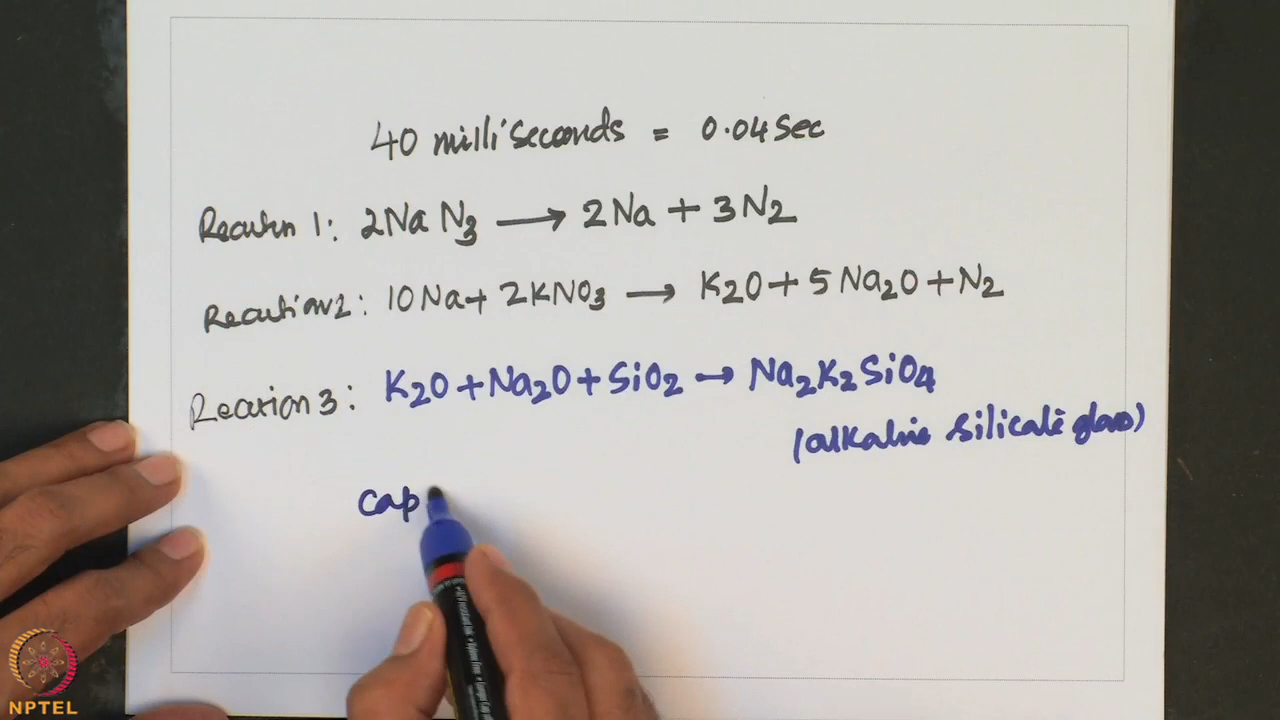 40 milliseconds = 0.04 sec
Reaction 1: 2NaN3 → 2Na + 3N2
Reaction 2: 10Na + 2KNO3 → K2O + 5Na2O + N2
Reaction 3: K2O + Na2O + SiO2 → Na2K2SiO4
(alkaline silicate glass)
cap
NPTEL